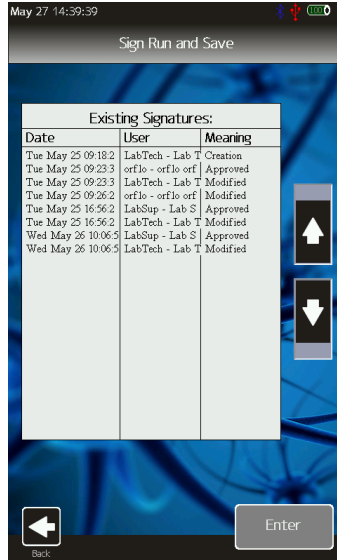 May 27 14:39:39
Sign Run and Save
Existing Signatures:
Date User Meaning
Tue May 25 09:18:2 LabTech - Lab T Creation
Tue May 25 09:23:3 orflo - orflo orf Approved
Tue May 25 09:23:3 LabTech - Lab T Modified
Tue May 25 09:26:2 orflo - orflo orf Modified
Tue May 25 16:56:2 LabSup - Lab S Approved
Tue May 25 16:56:2 LabTech - Lab T Modified
Wed May 26 10:06:5 LabSup - Lab S Approved
Wed May 26 10:06:5 LabTech - Lab T Modified
Enter
Back